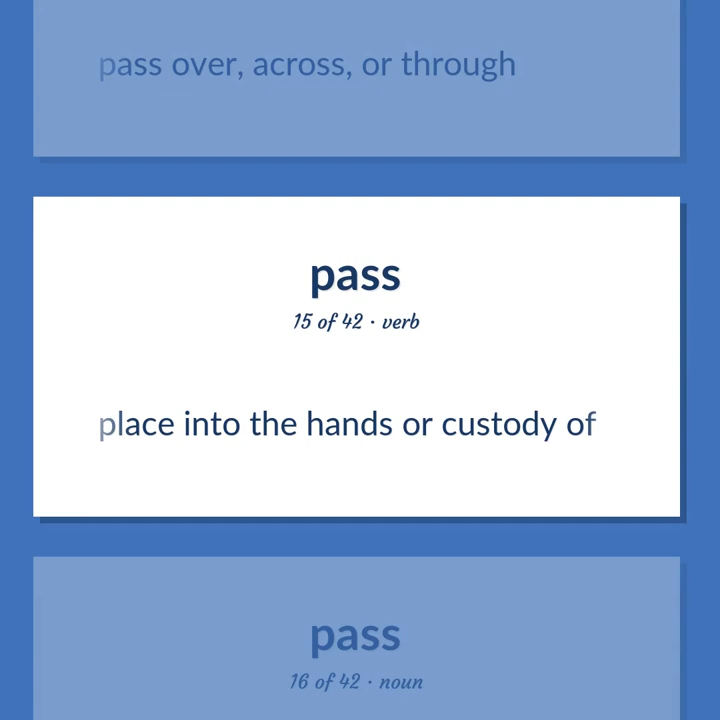 pass over, across, or through
pass
15 of 42 · verb
place into the hands or custody of
pass
16 of 42 · noun